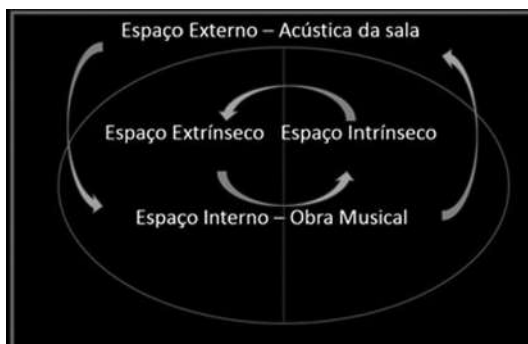 Espaço Externo – Acústica da sala
Espaço Extrínseco Espaço Intrínseco
Espaço Interno – Obra Musical